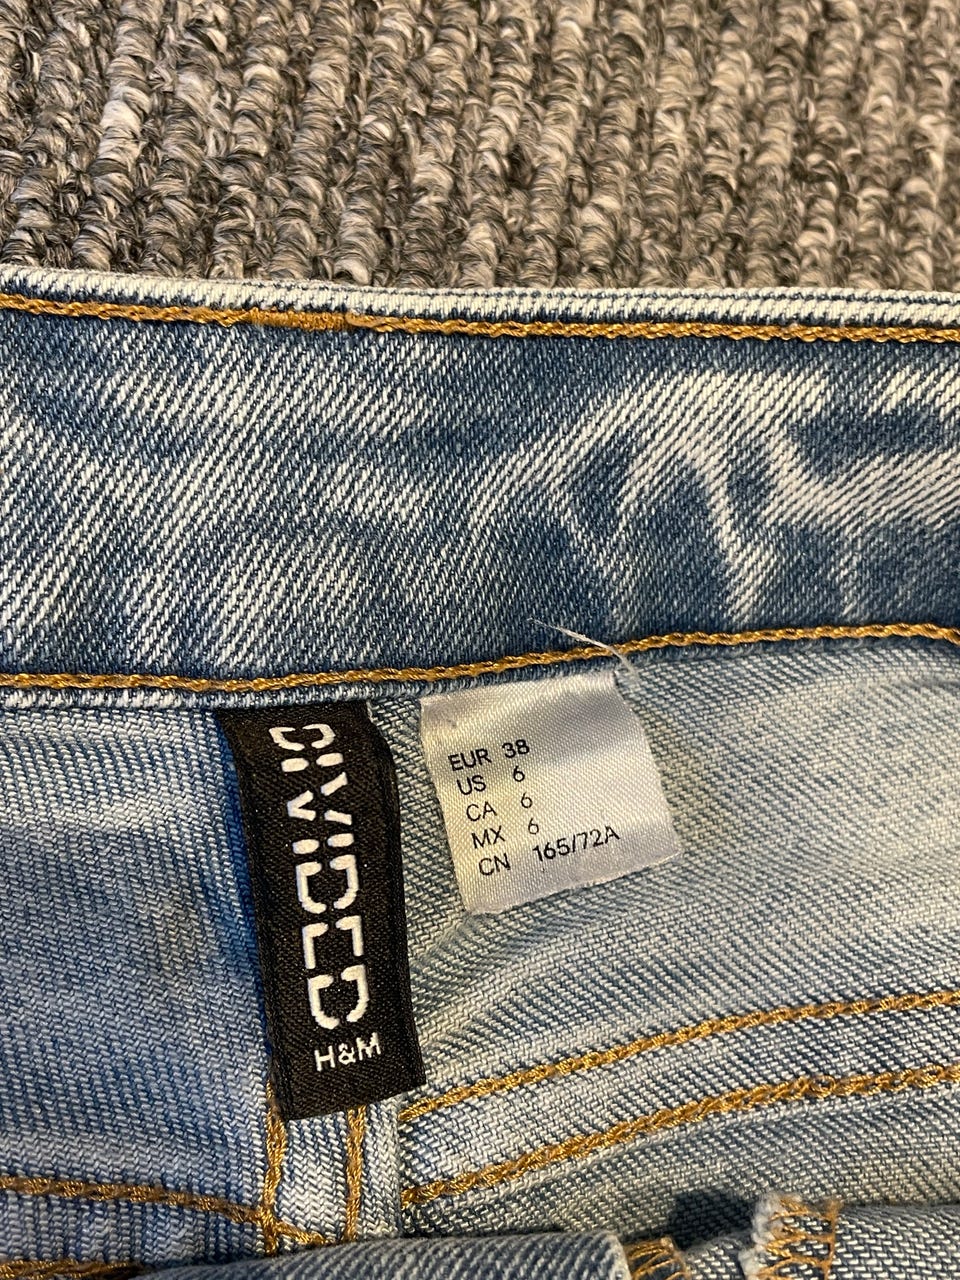 DIVIDED
H&M
EUR 38
US 6
CA 6
MX 6
CN 165/72A